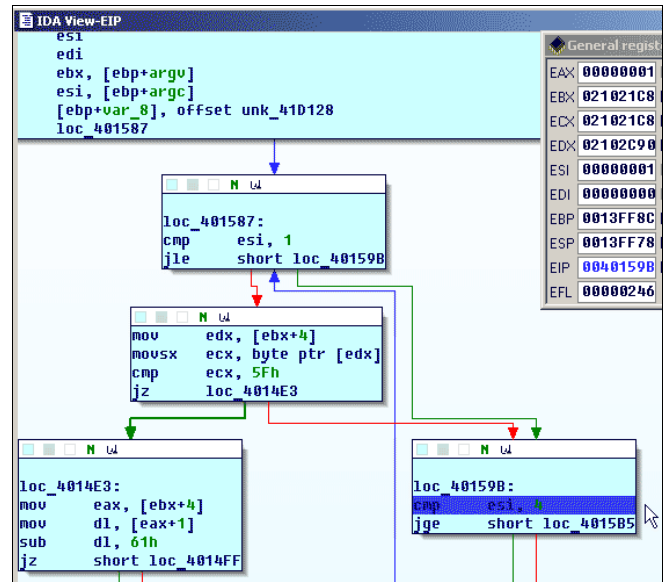 IDA View-EIP
esi
edi
ebx, [ebp+argv]
esi, [ebp+argc]
[ebp+var_8], offset unk_41D128
loc_401587
General regist
EAX 00000001
EBX 021021C8
ECX 021021C8
EDX 02102C90
ESI 00000001
EDI 00000000
EBP 0013FF8C
ESP 0013FF78
EIP 0040159B
EFL 00000246
N
loc_401587:
cmp esi, 1
jle short loc_40159B
N
mov edx, [ebx+4]
movsx ecx, byte ptr [edx]
cmp ecx, 5Fh
jz loc_4014E3
N
loc_4014E3:
mov eax, [ebx+4]
mov dl, [eax+1]
sub dl, 61h
jz short loc_4014FF
N
loc_40159B:
cmp esi, 4
jge short loc_4015B5